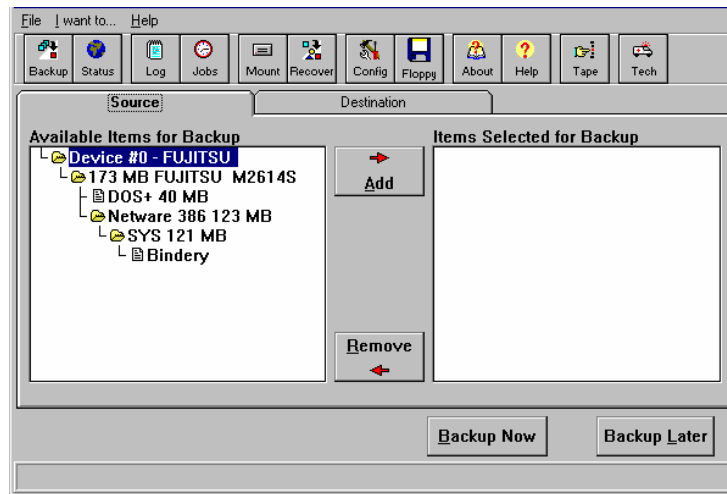 File I want to... Help
Backup Status Log Jobs Mount Recover Config Floppy About Help Tape Tech
Source Destination
Available Items for Backup
Device #0 - FUJITSU
173 MB FUJITSU M2614S
DOS+ 40 MB
Netware 386 123 MB
SYS 121 MB
Bindery
Add
Remove
Items Selected for Backup
Backup Now Backup Later